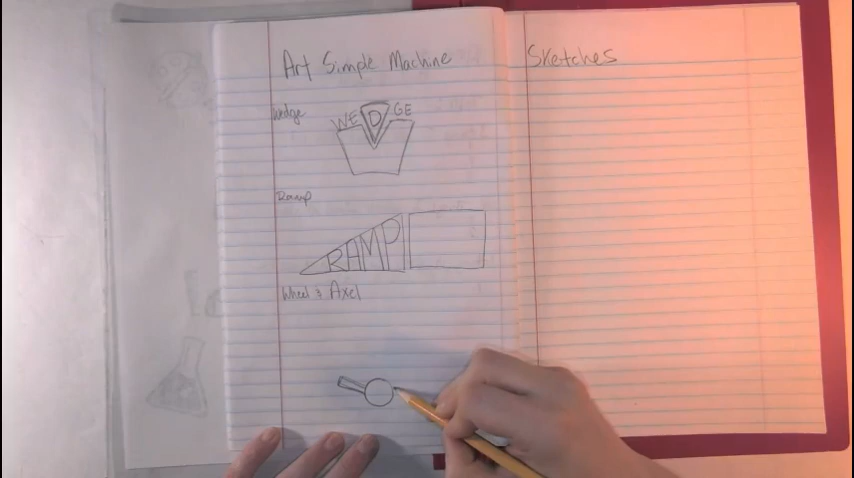 Art Simple Machine
Sketches
Wedge
WEDGE
Ramp
RAMP
Wheel & Axel